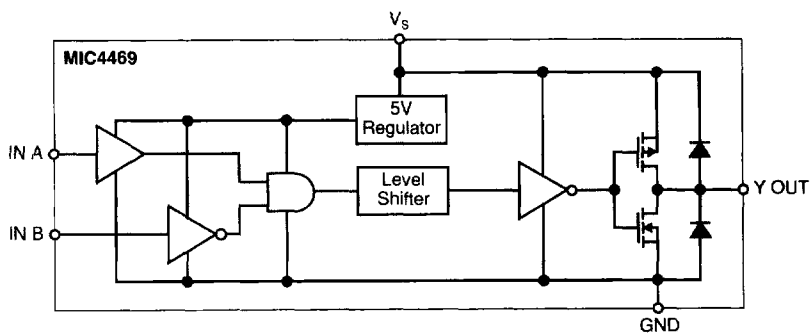 V_S
MIC4469
5V
Regulator
IN A
Level
Shifter
Y OUT
IN B
GND